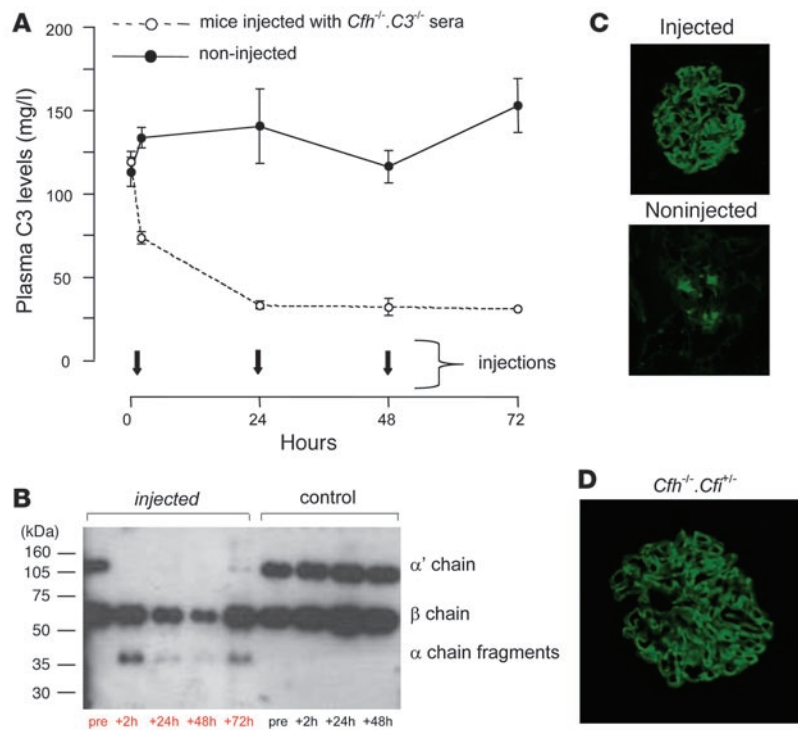 A
mice injected with Cfh-/-.C3-/- sera
non-injected
Plasma C3 levels (mg/l)
200
150
100
50
0
injections
0 24 48 72
Hours
C
Injected
Noninjected
B
injected control
(kDa)
160
105
75
50
35
30
α' chain
β chain
α chain fragments
pre +2h +24h +48h +72h pre +2h +24h +48h
D
Cfh-/-.Cfi+/-